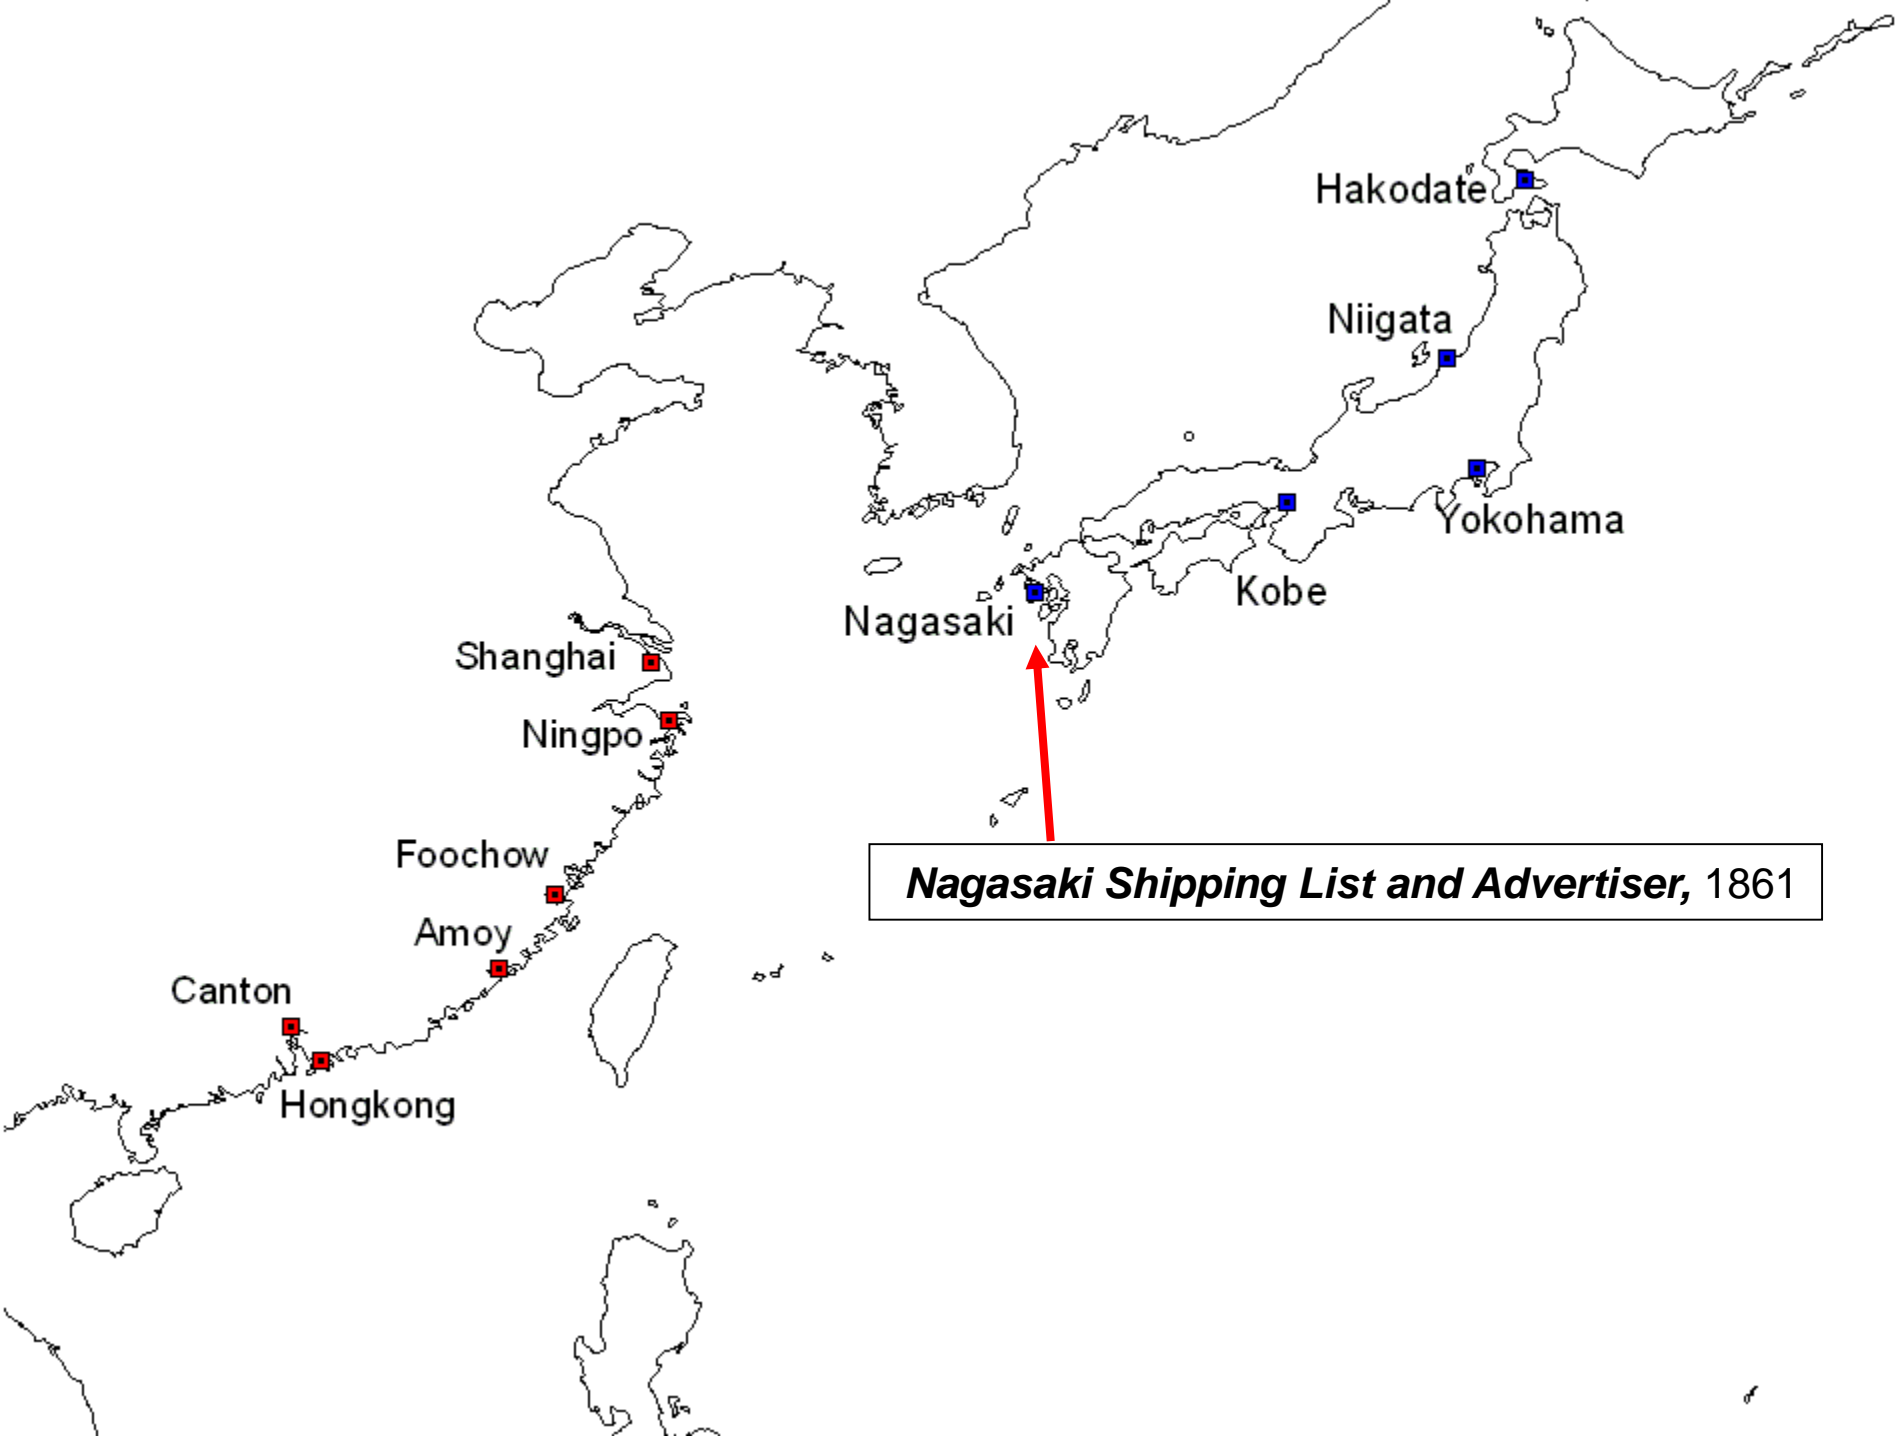 Hakodate
Niigata
Yokohama
Kobe
Nagasaki
Shanghai
Ningpo
Foochow
Nagasaki Shipping List and Advertiser, 1861
Amoy
Canton
Hongkong